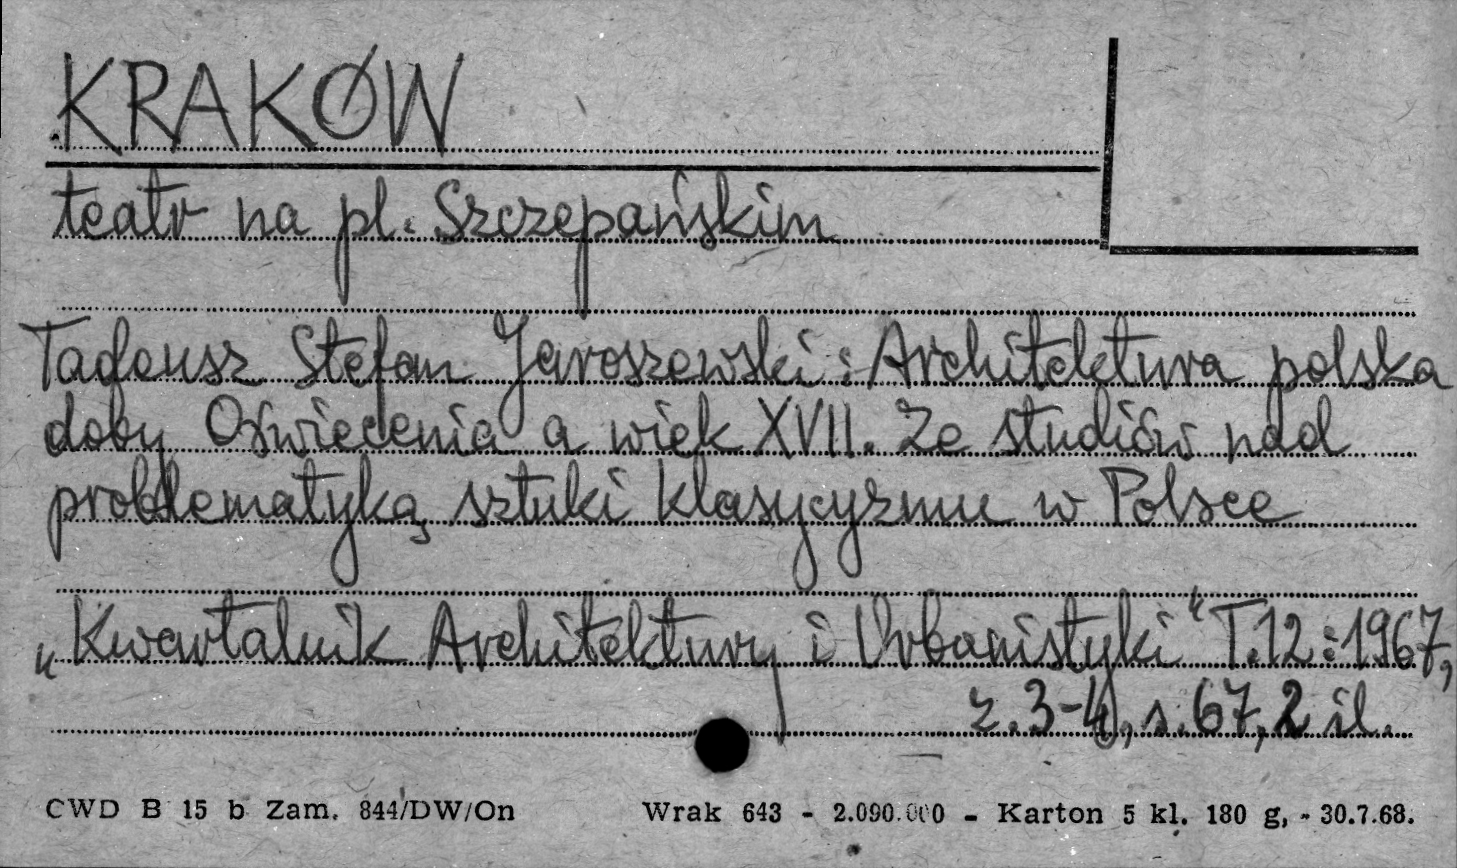 KRAKÓW
teatr na pl. Szczepańskim
Tadeusz Stefan Jaroszewski: Architektura polska
doby Oświecenia a wiek XVII. Ze studiów nad
problematyką sztuki klasycyzmu w Polsce
„Kwartalnik Architektury i Urbanistyki" T.12:1967,
z.3-4, s.67, 2 il.
CWD B 15 b Zam. 844/DW/On Wrak 643 - 2.090.000 - Karton 5 kl. 180 g, - 30.7.68.